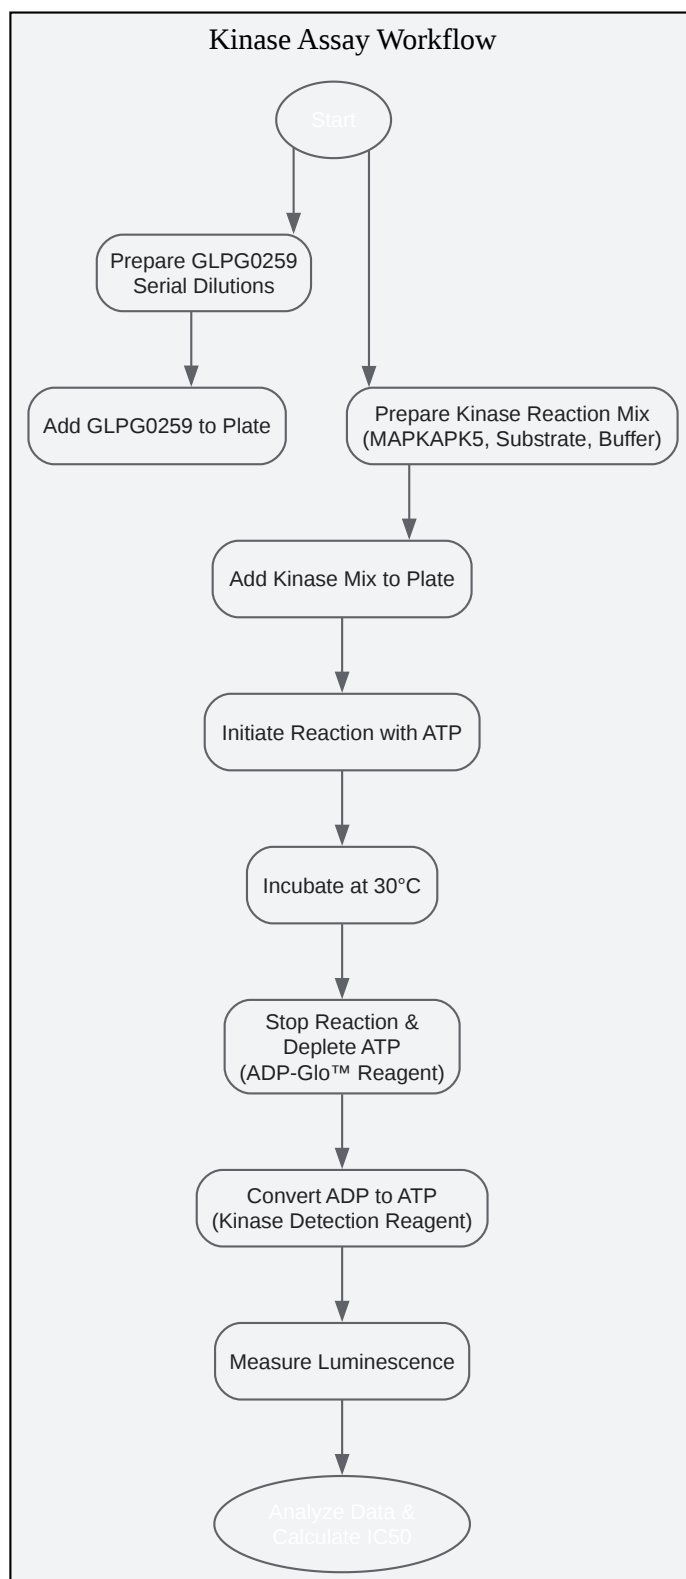 Kinase Assay Workflow
Start
Prepare GLPG0259
Serial Dilutions
Add GLPG0259 to Plate
Prepare Kinase Reaction Mix
(MAPKAPK5, Substrate, Buffer)
Add Kinase Mix to Plate
Initiate Reaction with ATP
Incubate at 30°C
Stop Reaction &
Deplete ATP
(ADP-Glo™ Reagent)
Convert ADP to ATP
(Kinase Detection Reagent)
Measure Luminescence
Analyze Data &
Calculate IC50